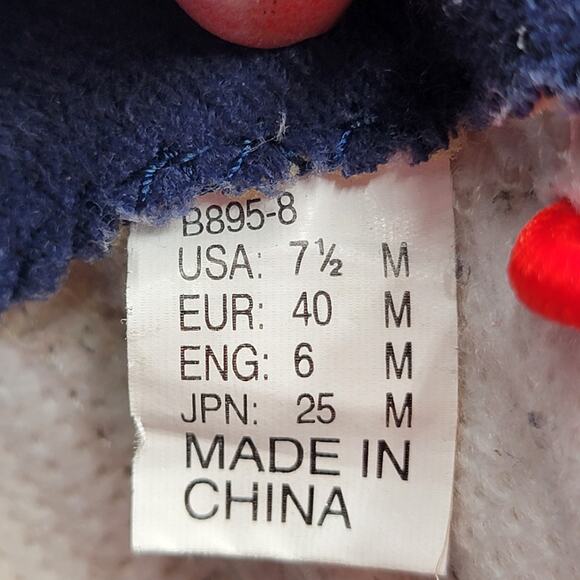 B895-8
USA: 7½ M
EUR: 40 M
ENG: 6 M
JPN: 25 M
MADE IN
CHINA